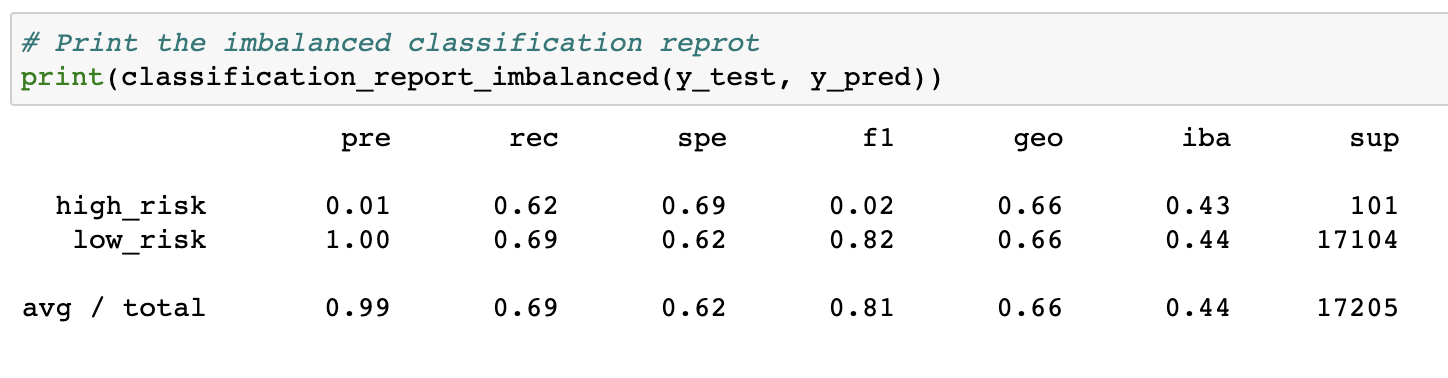 # Print the imbalanced classification reprot
print(classification_report_imbalanced(y_test, y_pred))
pre rec spe f1 geo iba sup
high_risk 0.01 0.62 0.69 0.02 0.66 0.43 101
low_risk 1.00 0.69 0.62 0.82 0.66 0.44 17104
avg / total 0.99 0.69 0.62 0.81 0.66 0.44 17205